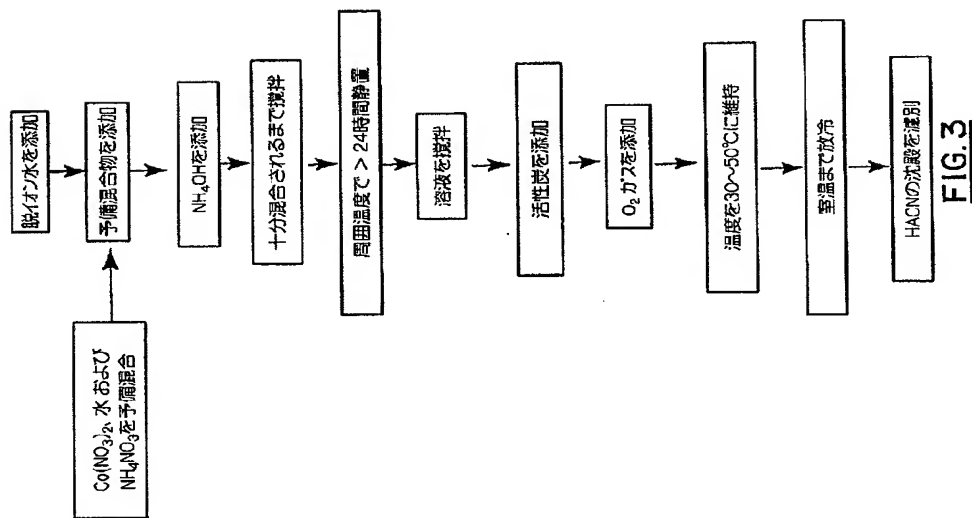 脱イオン水を添加
Co(NO3)2、水および
NH4NO3を予備混合
予備混合物を添加
NH4OHを添加
十分混合されるまで撹拌
周囲温度で > 24時間静置
溶液を撹拌
活性炭を添加
O2ガスを添加
温度を30~50℃に維持
室温まで放冷
HACNの沈殿を濾別
FIG.3